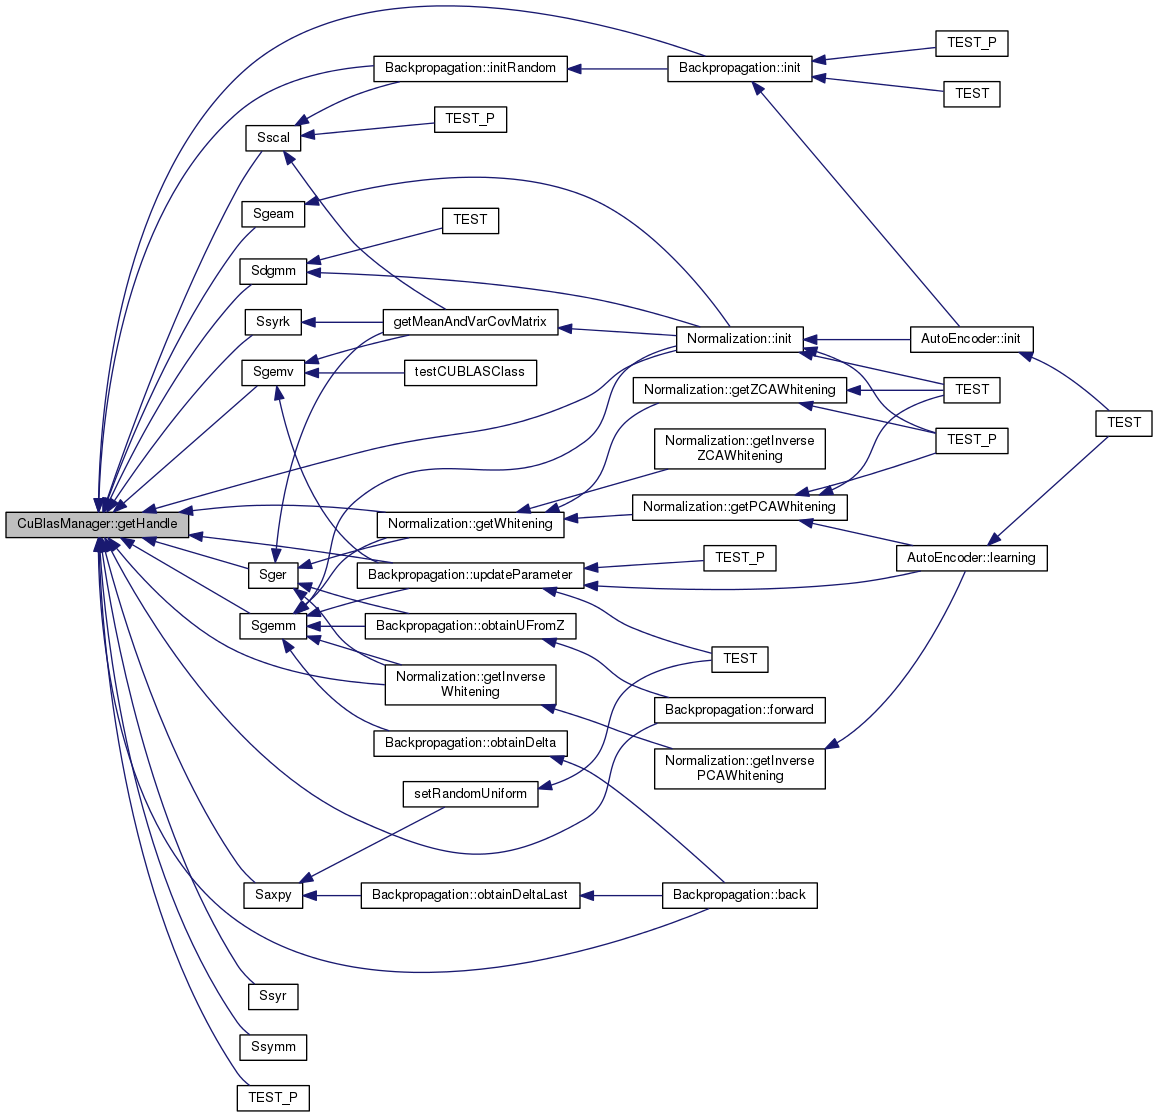 TEST_P
Backpropagation::initRandom
Backpropagation::init
TEST
TEST_P
Sscal
Sgeam
TEST
Sdgmm
Ssyrk
getMeanAndVarCovMatrix
Normalization::init
AutoEncoder::init
Sgemv
testCUBLASClass
Normalization::getZCAWhitening
TEST
TEST
Normalization::getInverse
ZCAWhitening
TEST_P
Normalization::getPCAWhitening
CuBlasManager::getHandle
Normalization::getWhitening
AutoEncoder::learning
TEST_P
Sger
Backpropagation::updateParameter
Sgemm
Backpropagation::obtainUFromZ
TEST
Normalization::getInverse
Whitening
Backpropagation::forward
Backpropagation::obtainDelta
Normalization::getInverse
PCAWhitening
setRandomUniform
Saxpy
Backpropagation::obtainDeltaLast
Backpropagation::back
Ssyr
Ssymm
TEST_P